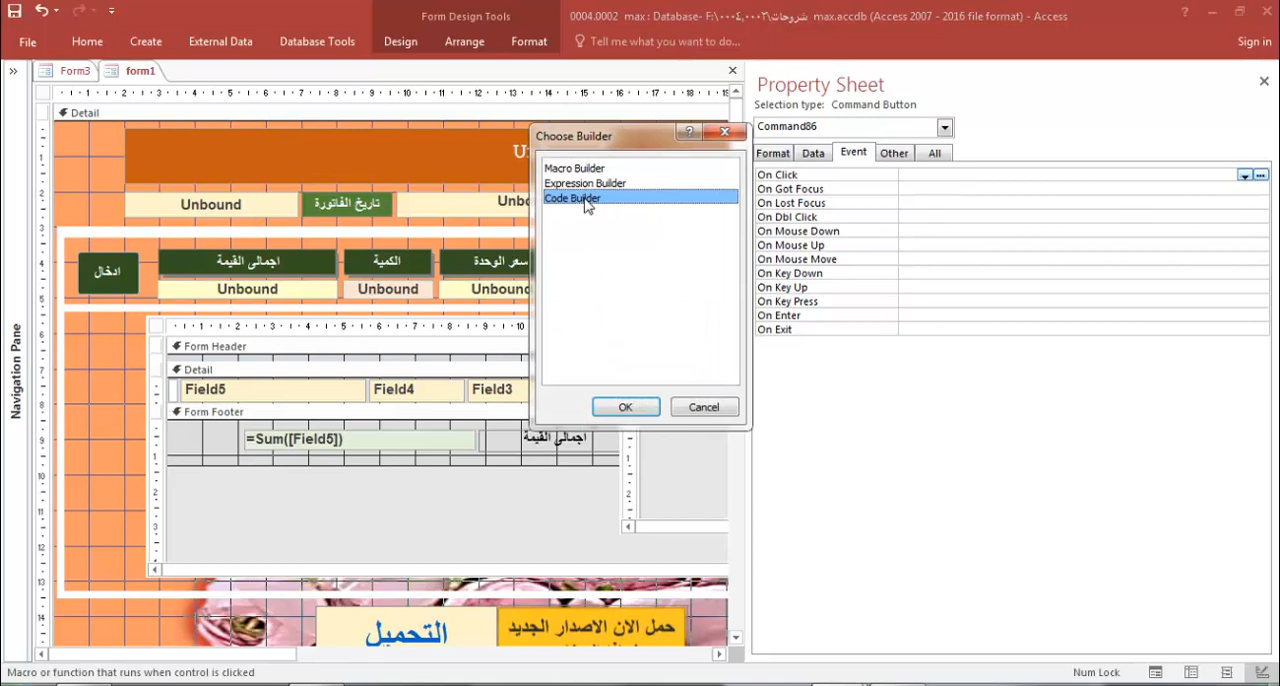 Form Design Tools
0004.0002 max : Database- F:\شروحات\٠٠٠٤,٠٠٠٢ max.accdb (Access 2007 - 2016 file format) - Access
File Home Create External Data Database Tools Design Arrange Format Tell me what you want to do... Sign in
Form3 form1
Property Sheet
Selection type: Command Button
Command86
Format Data Event Other All
On Click
On Got Focus
On Lost Focus
On Dbl Click
On Mouse Down
On Mouse Up
On Mouse Move
On Key Down
On Key Up
On Key Press
On Enter
On Exit
Choose Builder
Macro Builder
Expression Builder
Code Builder
OK Cancel
Navigation Pane
Detail
Unbound تاريخ الفاتورة
ادخال اجمالى القيمة الكمية سعر الوحدة
Unbound Unbound
Form Header
Detail
Field5 Field4 Field3
Form Footer
=Sum([Field5]) اجمالى القيمة
حمل الان الاصدار الجديد
التحميل
Macro or function that runs when control is clicked
Num Lock